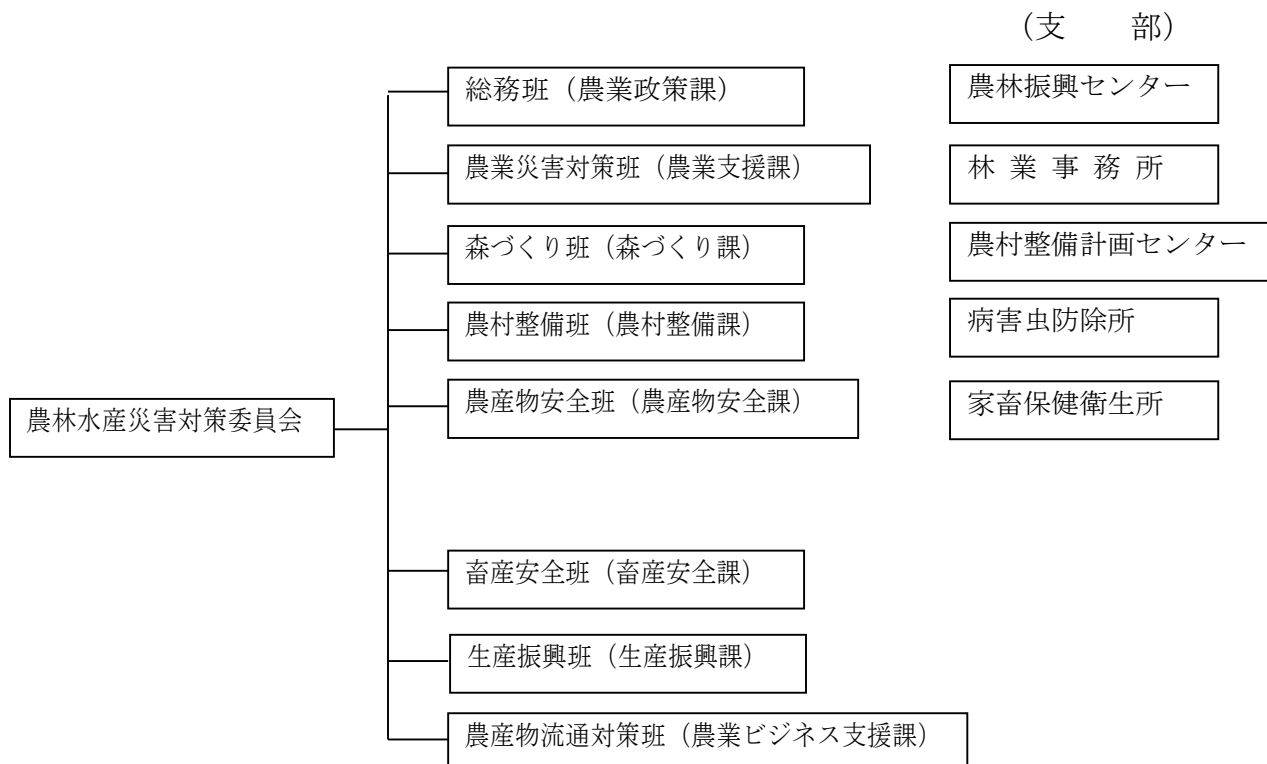 （支　　部）
総務班（農業政策課）
農林振興センター
農業災害対策班（農業支援課）
林 業 事 務 所
森づくり班（森づくり課）
農村整備計画センター
農村整備班（農村整備課）
病害虫防除所
農産物安全班（農産物安全課）
家畜保健衛生所
農林水産災害対策委員会
畜産安全班（畜産安全課）
生産振興班（生産振興課）
農産物流通対策班（農業ビジネス支援課）